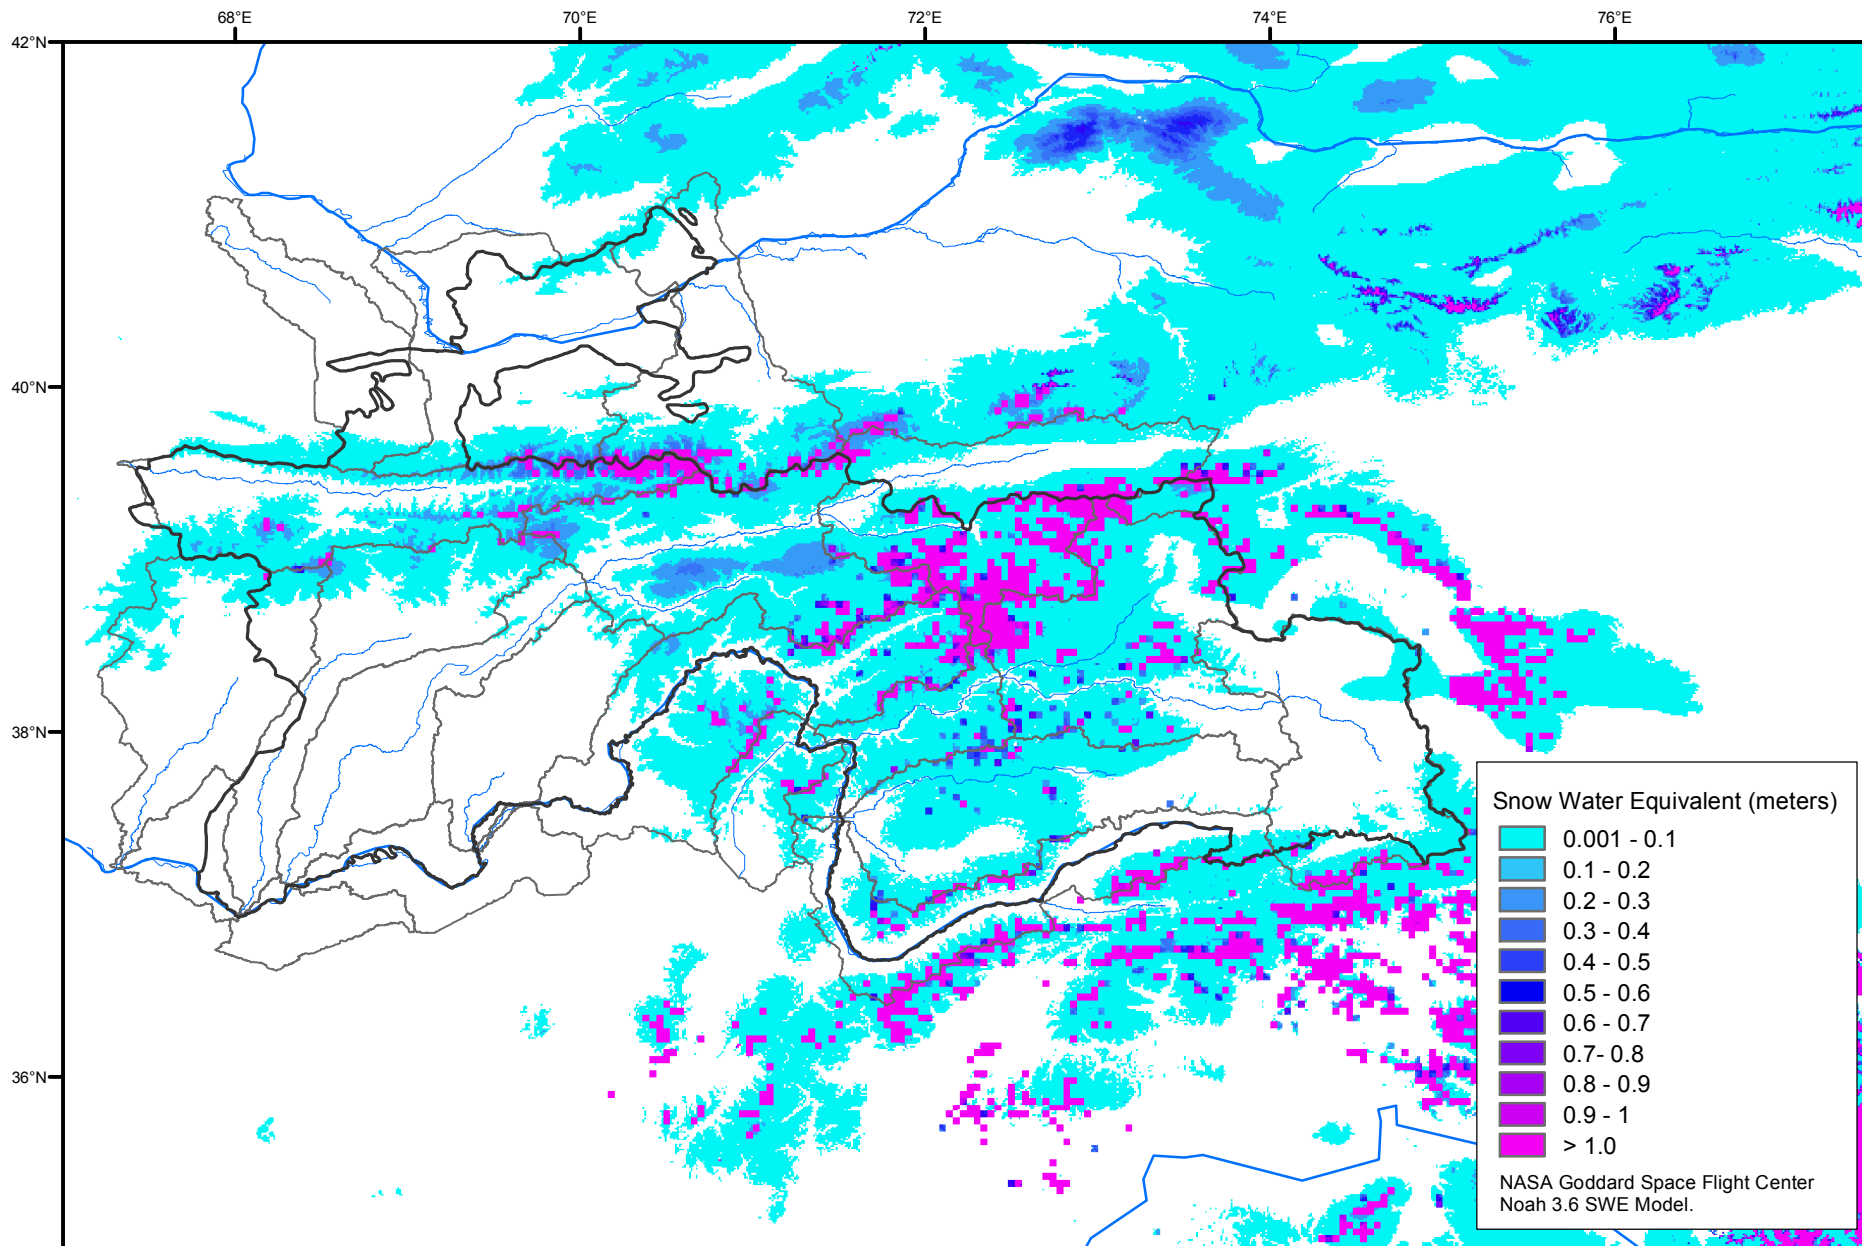 68°E
70°E
72°E
74°E
76°E
42°N
40°N
38°N
36°N
Snow Water Equivalent (meters)
0.001 - 0.1
0.1 - 0.2
0.2 - 0.3
0.3 - 0.4
0.4 - 0.5
0.5 - 0.6
0.6 - 0.7
0.7- 0.8
0.8 - 0.9
0.9 - 1
> 1.0
NASA Goddard Space Flight Center
Noah 3.6 SWE Model.